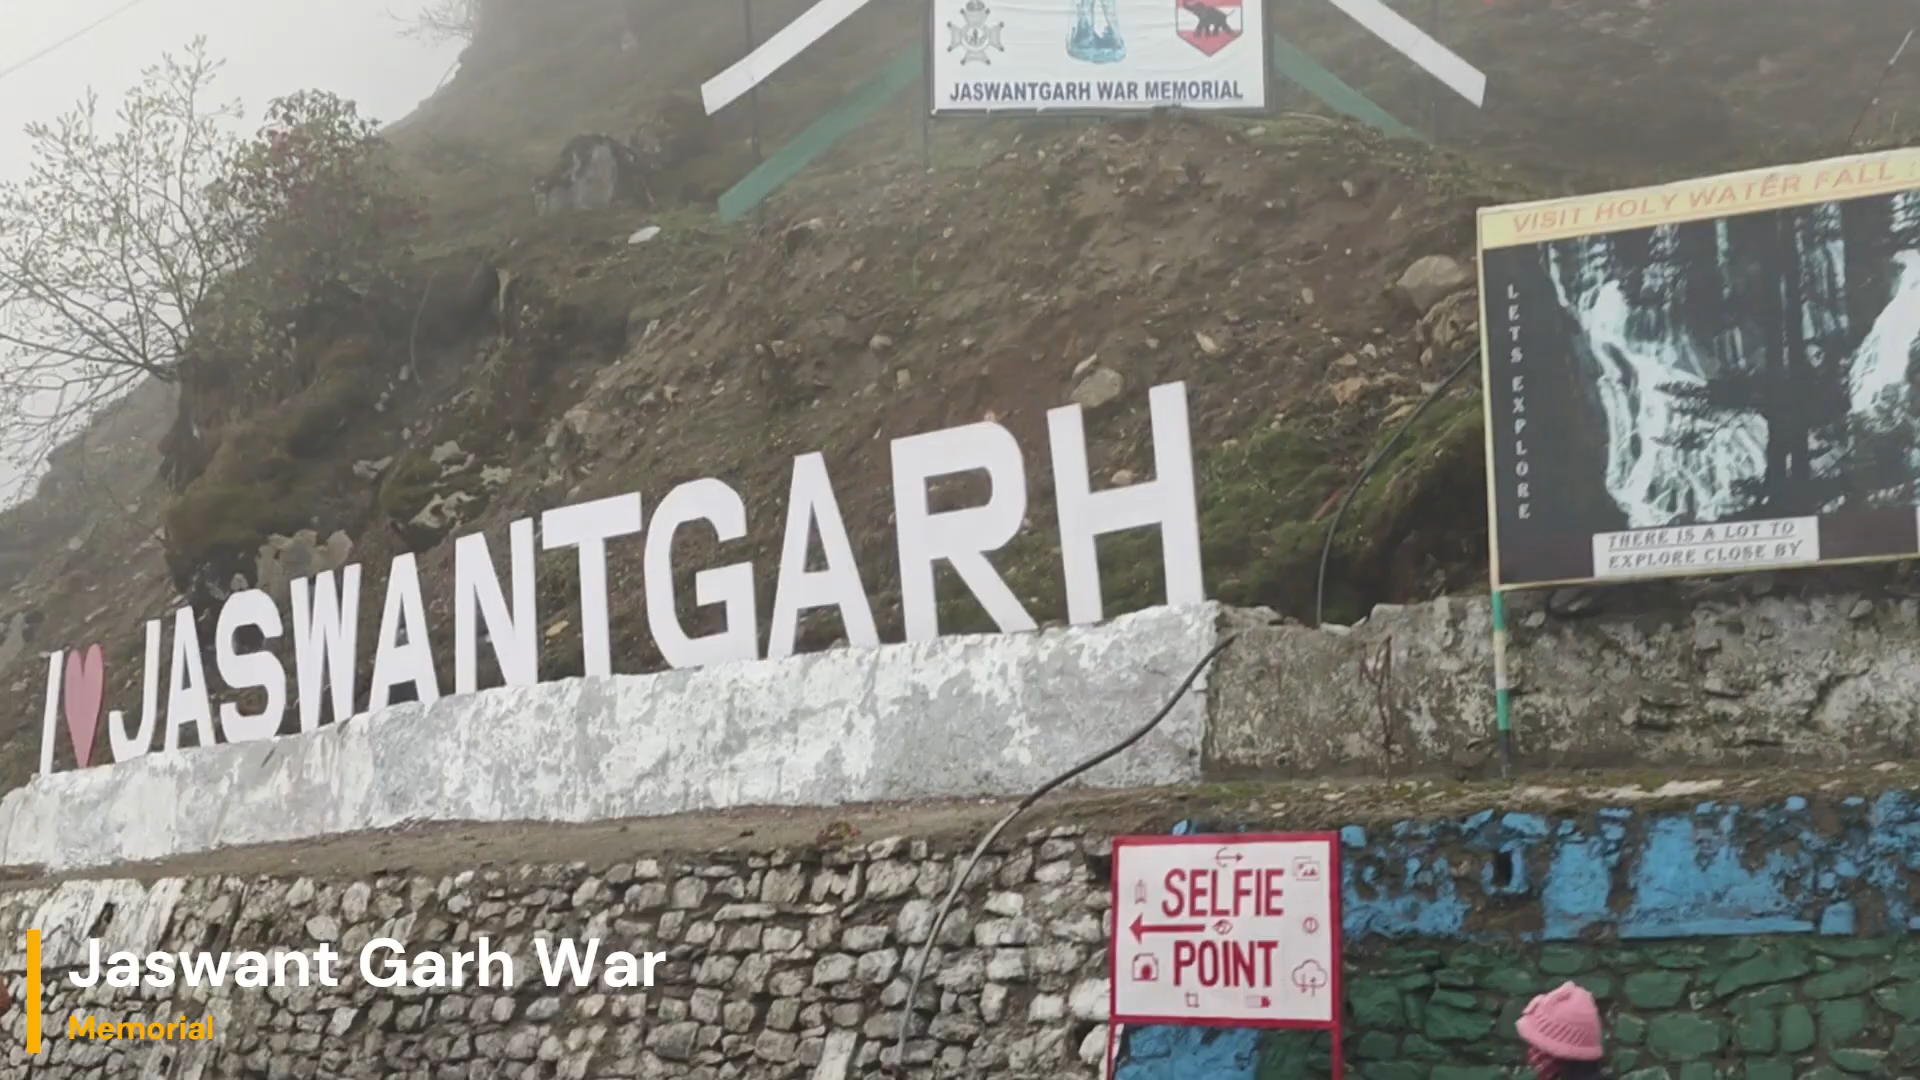 JASWANTGARH WAR MEMORIAL
VISIT HOLY WATER FALL
LETS EXPLORE
THERE IS A LOT TO
EXPLORE CLOSE BY
I ♥ JASWANTGARH
SELFIE
POINT
Jaswant Garh War
Memorial